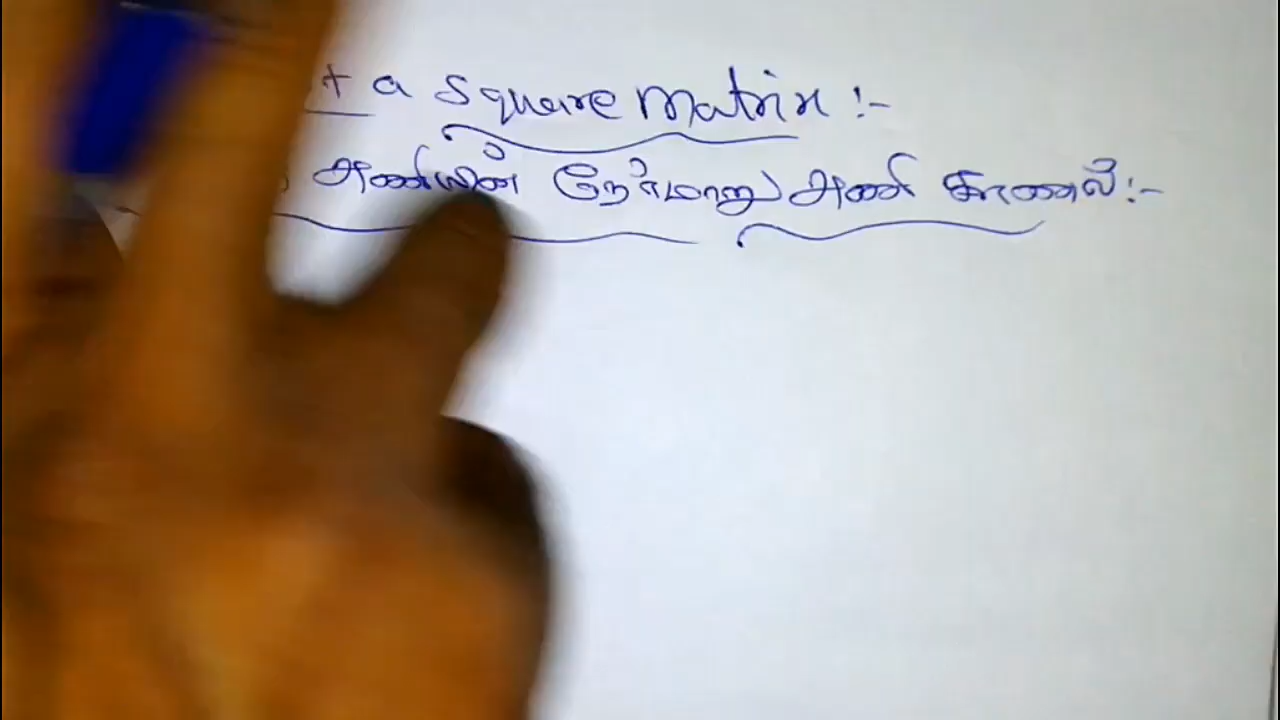 a square matrix :-
அணியின் நேர்மாறு அணி காணல் :-